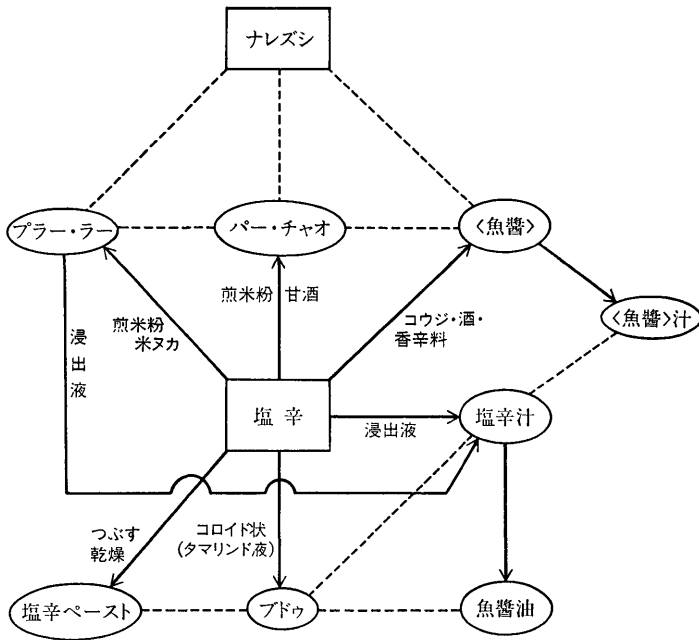 ナレズシ
プラー・ラー
パー・チャオ
〈魚醬〉
煎米粉
米ヌカ
煎米粉
甘酒
コウジ・酒・
香辛料
〈魚醬〉汁
浸出液
塩辛
浸出液
塩辛汁
つぶす
乾燥
コロイド状
(タマリンド液)
塩辛ペースト
ブドゥ
魚醬油